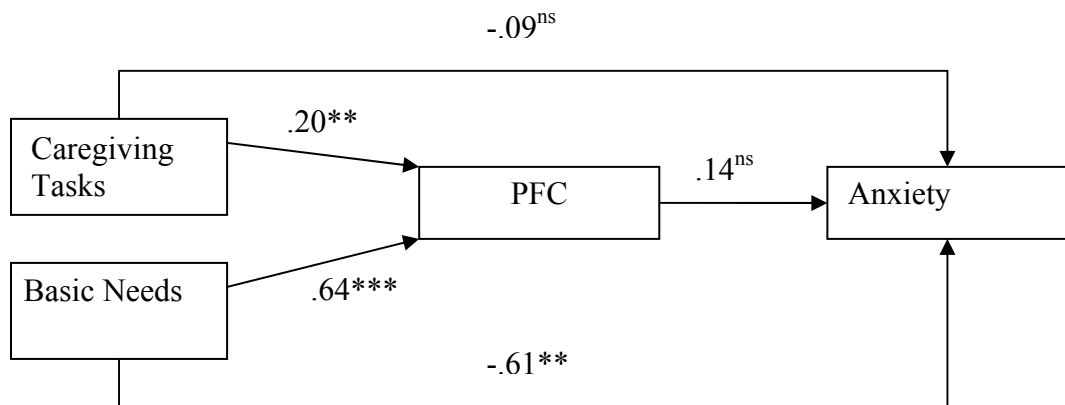 -.09ns
.20**
Caregiving
Tasks
PFC
.14ns
Anxiety
Basic Needs
.64***
-.61**